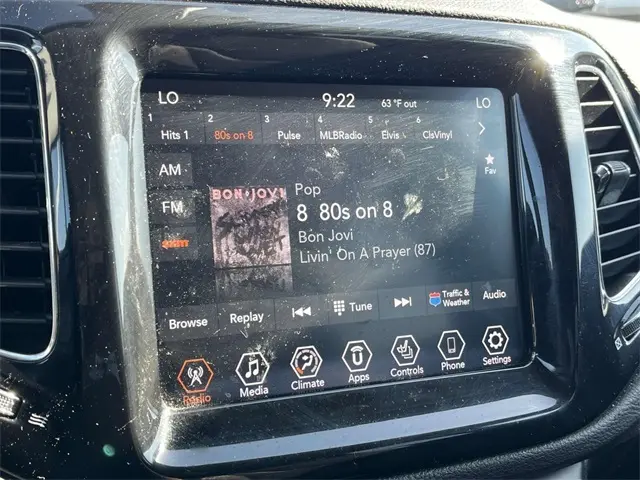 LO 9:22 63 °F out LO
1 2 3 4 5 6
Hits 1 80s on 8 Pulse MLBRadio Elvis ClsVinyl
AM
Fav
FM
sxm
BON JOVI
Pop
8 80s on 8
Bon Jovi
Livin' On A Prayer (87)
Browse Replay Tune Traffic & Weather Audio
Radio Media Climate Apps Controls Phone Settings